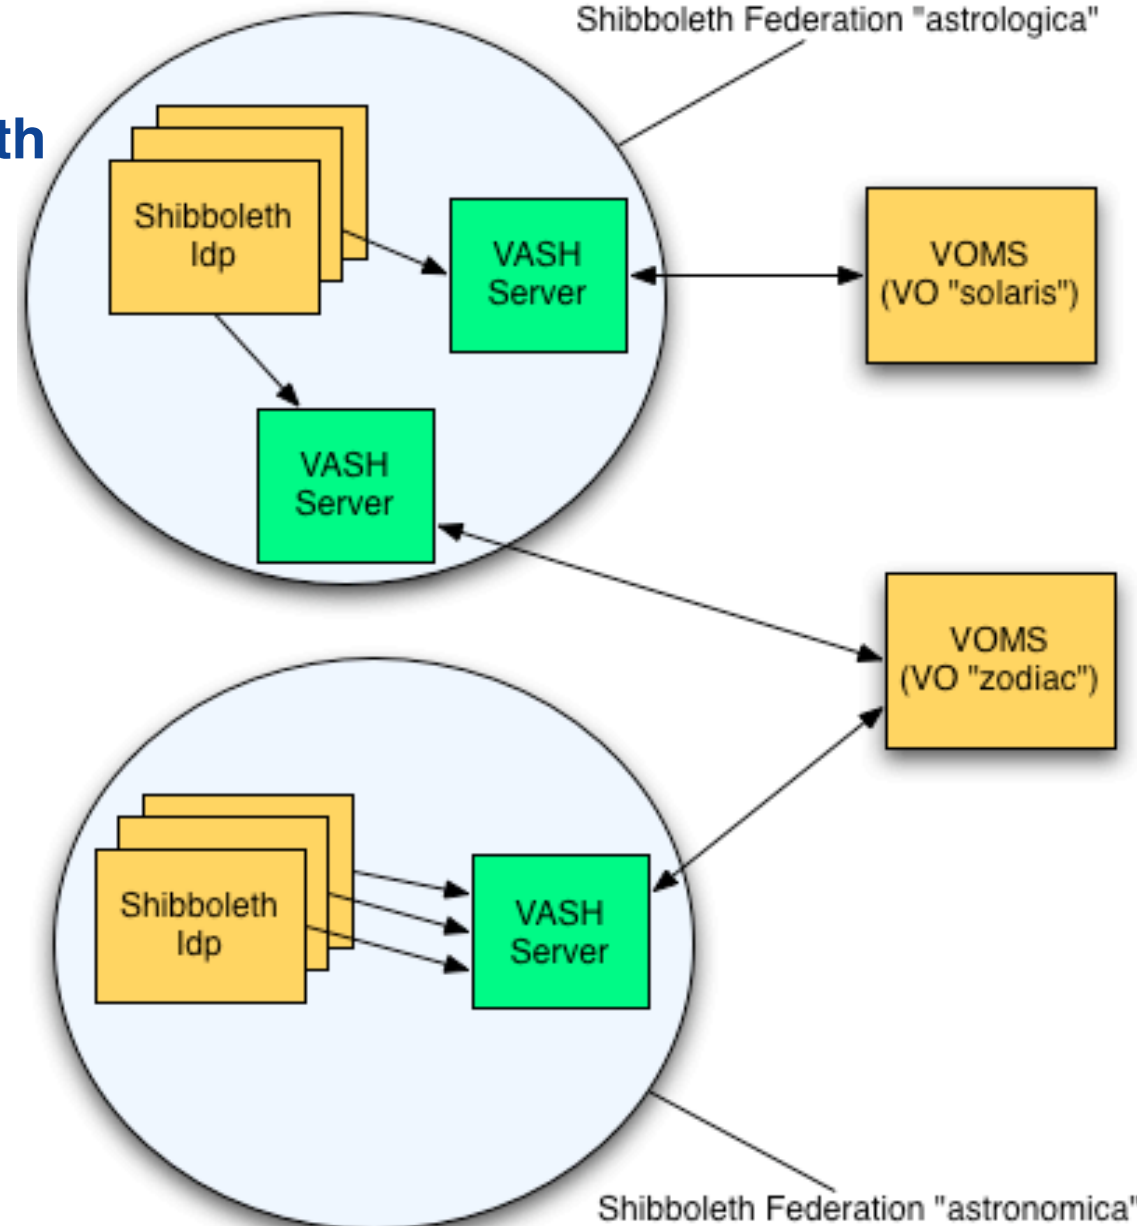 Shibboleth Federation "astrologica"
th
Shibboleth
Idp
VASH
Server
VOMS
(VO "solaris")
VASH
Server
VOMS
(VO "zodiac")
Shibboleth
Idp
VASH
Server
Shibboleth Federation "astronomica"